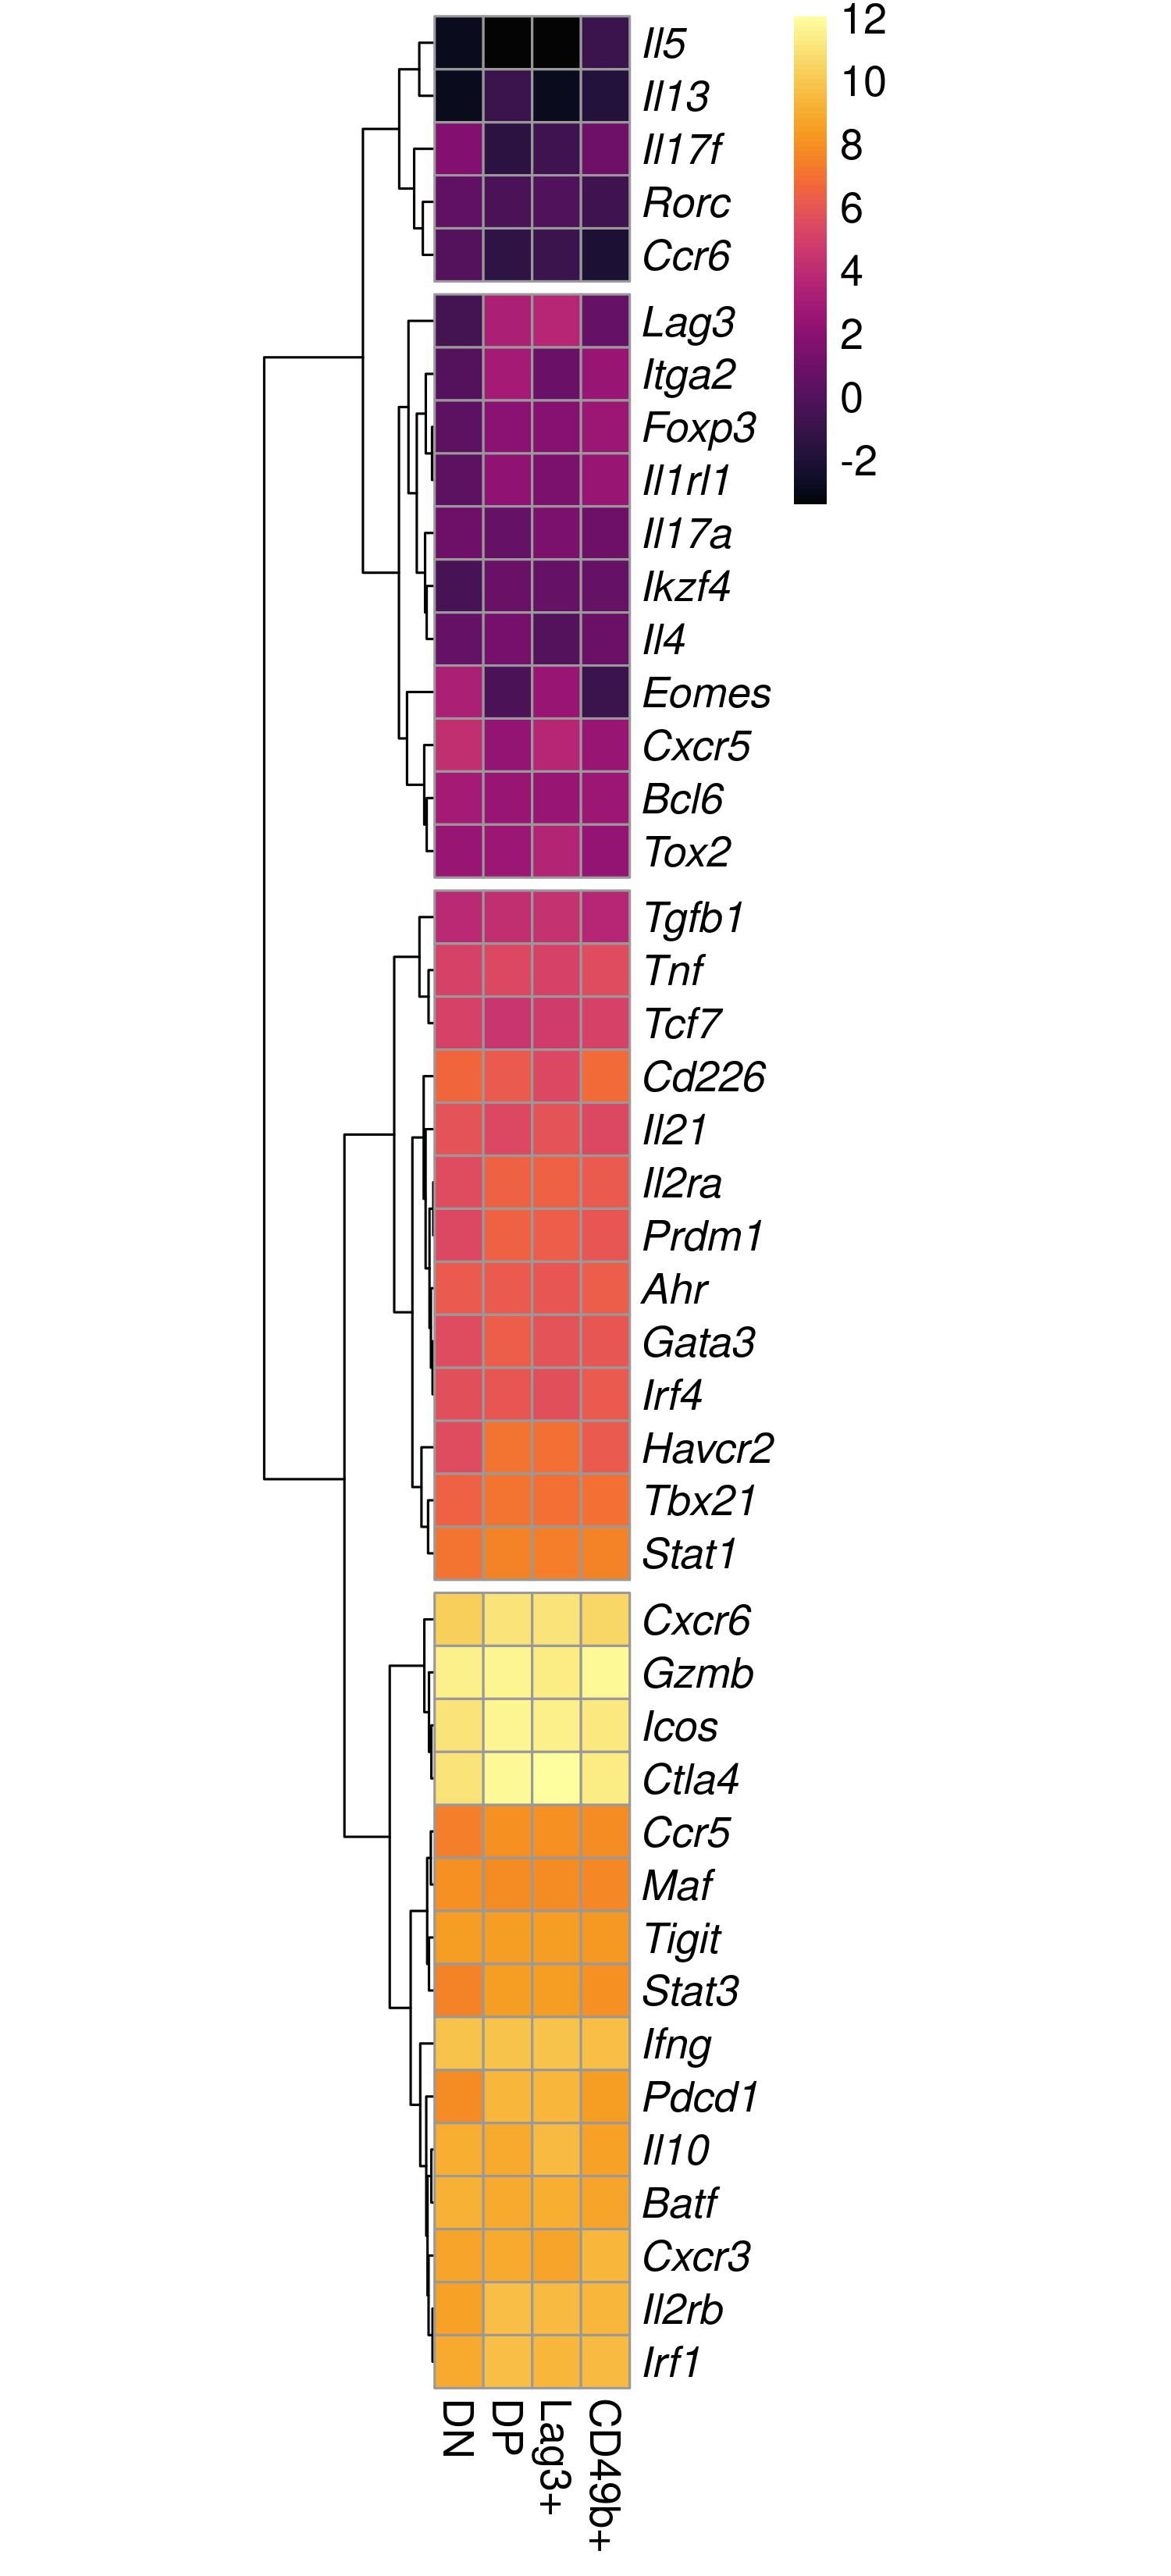 Il5
Il13
Il17f
Rorc
Ccr6
Lag3
Itga2
Foxp3
Il1rl1
Il17a
Ikzf4
Il4
Eomes
Cxcr5
Bcl6
Tox2
Tgfb1
Tnf
Tcf7
Cd226
Il21
Il2ra
Prdm1
Ahr
Gata3
Irf4
Havcr2
Tbx21
Stat1
Cxcr6
Gzmb
Icos
Ctla4
Ccr5
Maf
Tigit
Stat3
Ifng
Pdcd1
Il10
Batf
Cxcr3
Il2rb
Irf1
12
10
8
6
4
2
0
-2
DN
DP
Lag3+
CD49b+